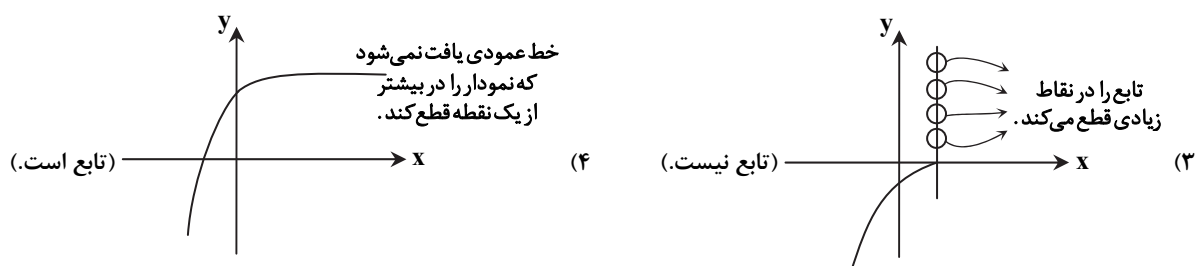 ۳)
y
تابع را در نقاط
زیادی قطع می‌کند.
x
(تابع نیست.)
۴)
y
خط عمودی یافت نمی‌شود
که نمودار را در بیشتر
از یک نقطه قطع کند.
x
(تابع است.)